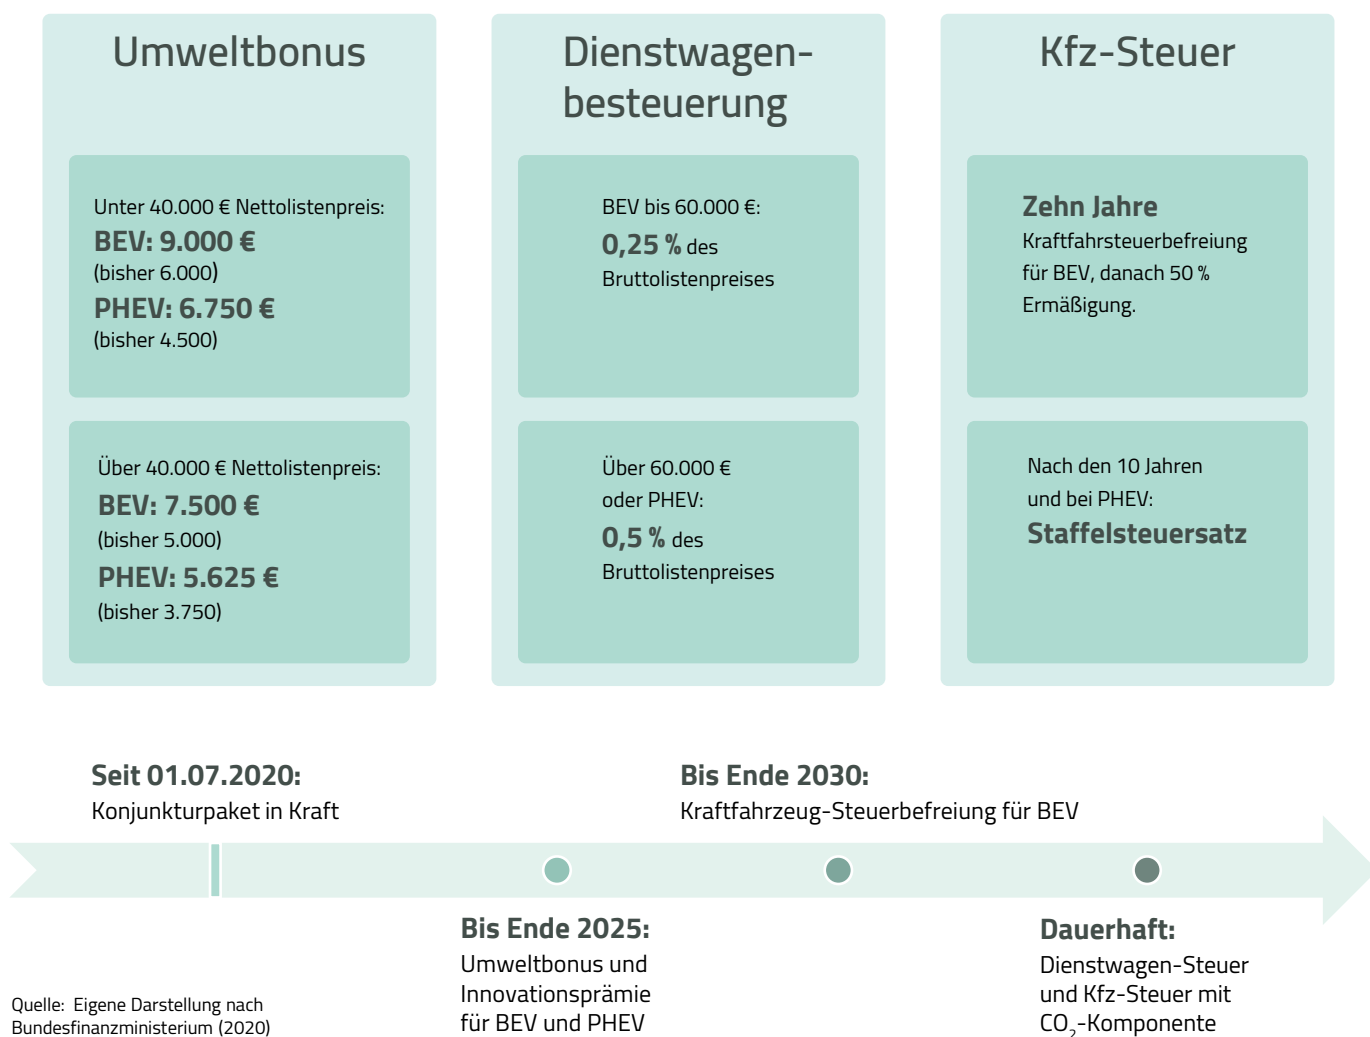 Umweltbonus
Unter 40.000 € Nettolistenpreis:
BEV: 9.000 €
(bisher 6.000)
PHEV: 6.750 €
(bisher 4.500)
Über 40.000 € Nettolistenpreis:
BEV: 7.500 €
(bisher 5.000)
PHEV: 5.625 €
(bisher 3.750)
Dienstwagen-
besteuerung
BEV bis 60.000 €:
0,25 % des
Bruttolistenpreises
Über 60.000 €
oder PHEV:
0,5 % des
Bruttolistenpreises
Kfz-Steuer
Zehn Jahre
Kraftfahrsteuerbefreiung
für BEV, danach 50 %
Ermäßigung.
Nach den 10 Jahren
und bei PHEV:
Staffelsteuersatz
Seit 01.07.2020:
Konjunkturpaket in Kraft
Bis Ende 2025:
Umweltbonus und
Innovationsprämie
für BEV und PHEV
Bis Ende 2030:
Kraftfahrzeug-Steuerbefreiung für BEV
Dauerhaft:
Dienstwagen-Steuer
und Kfz-Steuer mit
CO₂-Komponente
Quelle: Eigene Darstellung nach
Bundesfinanzministerium (2020)